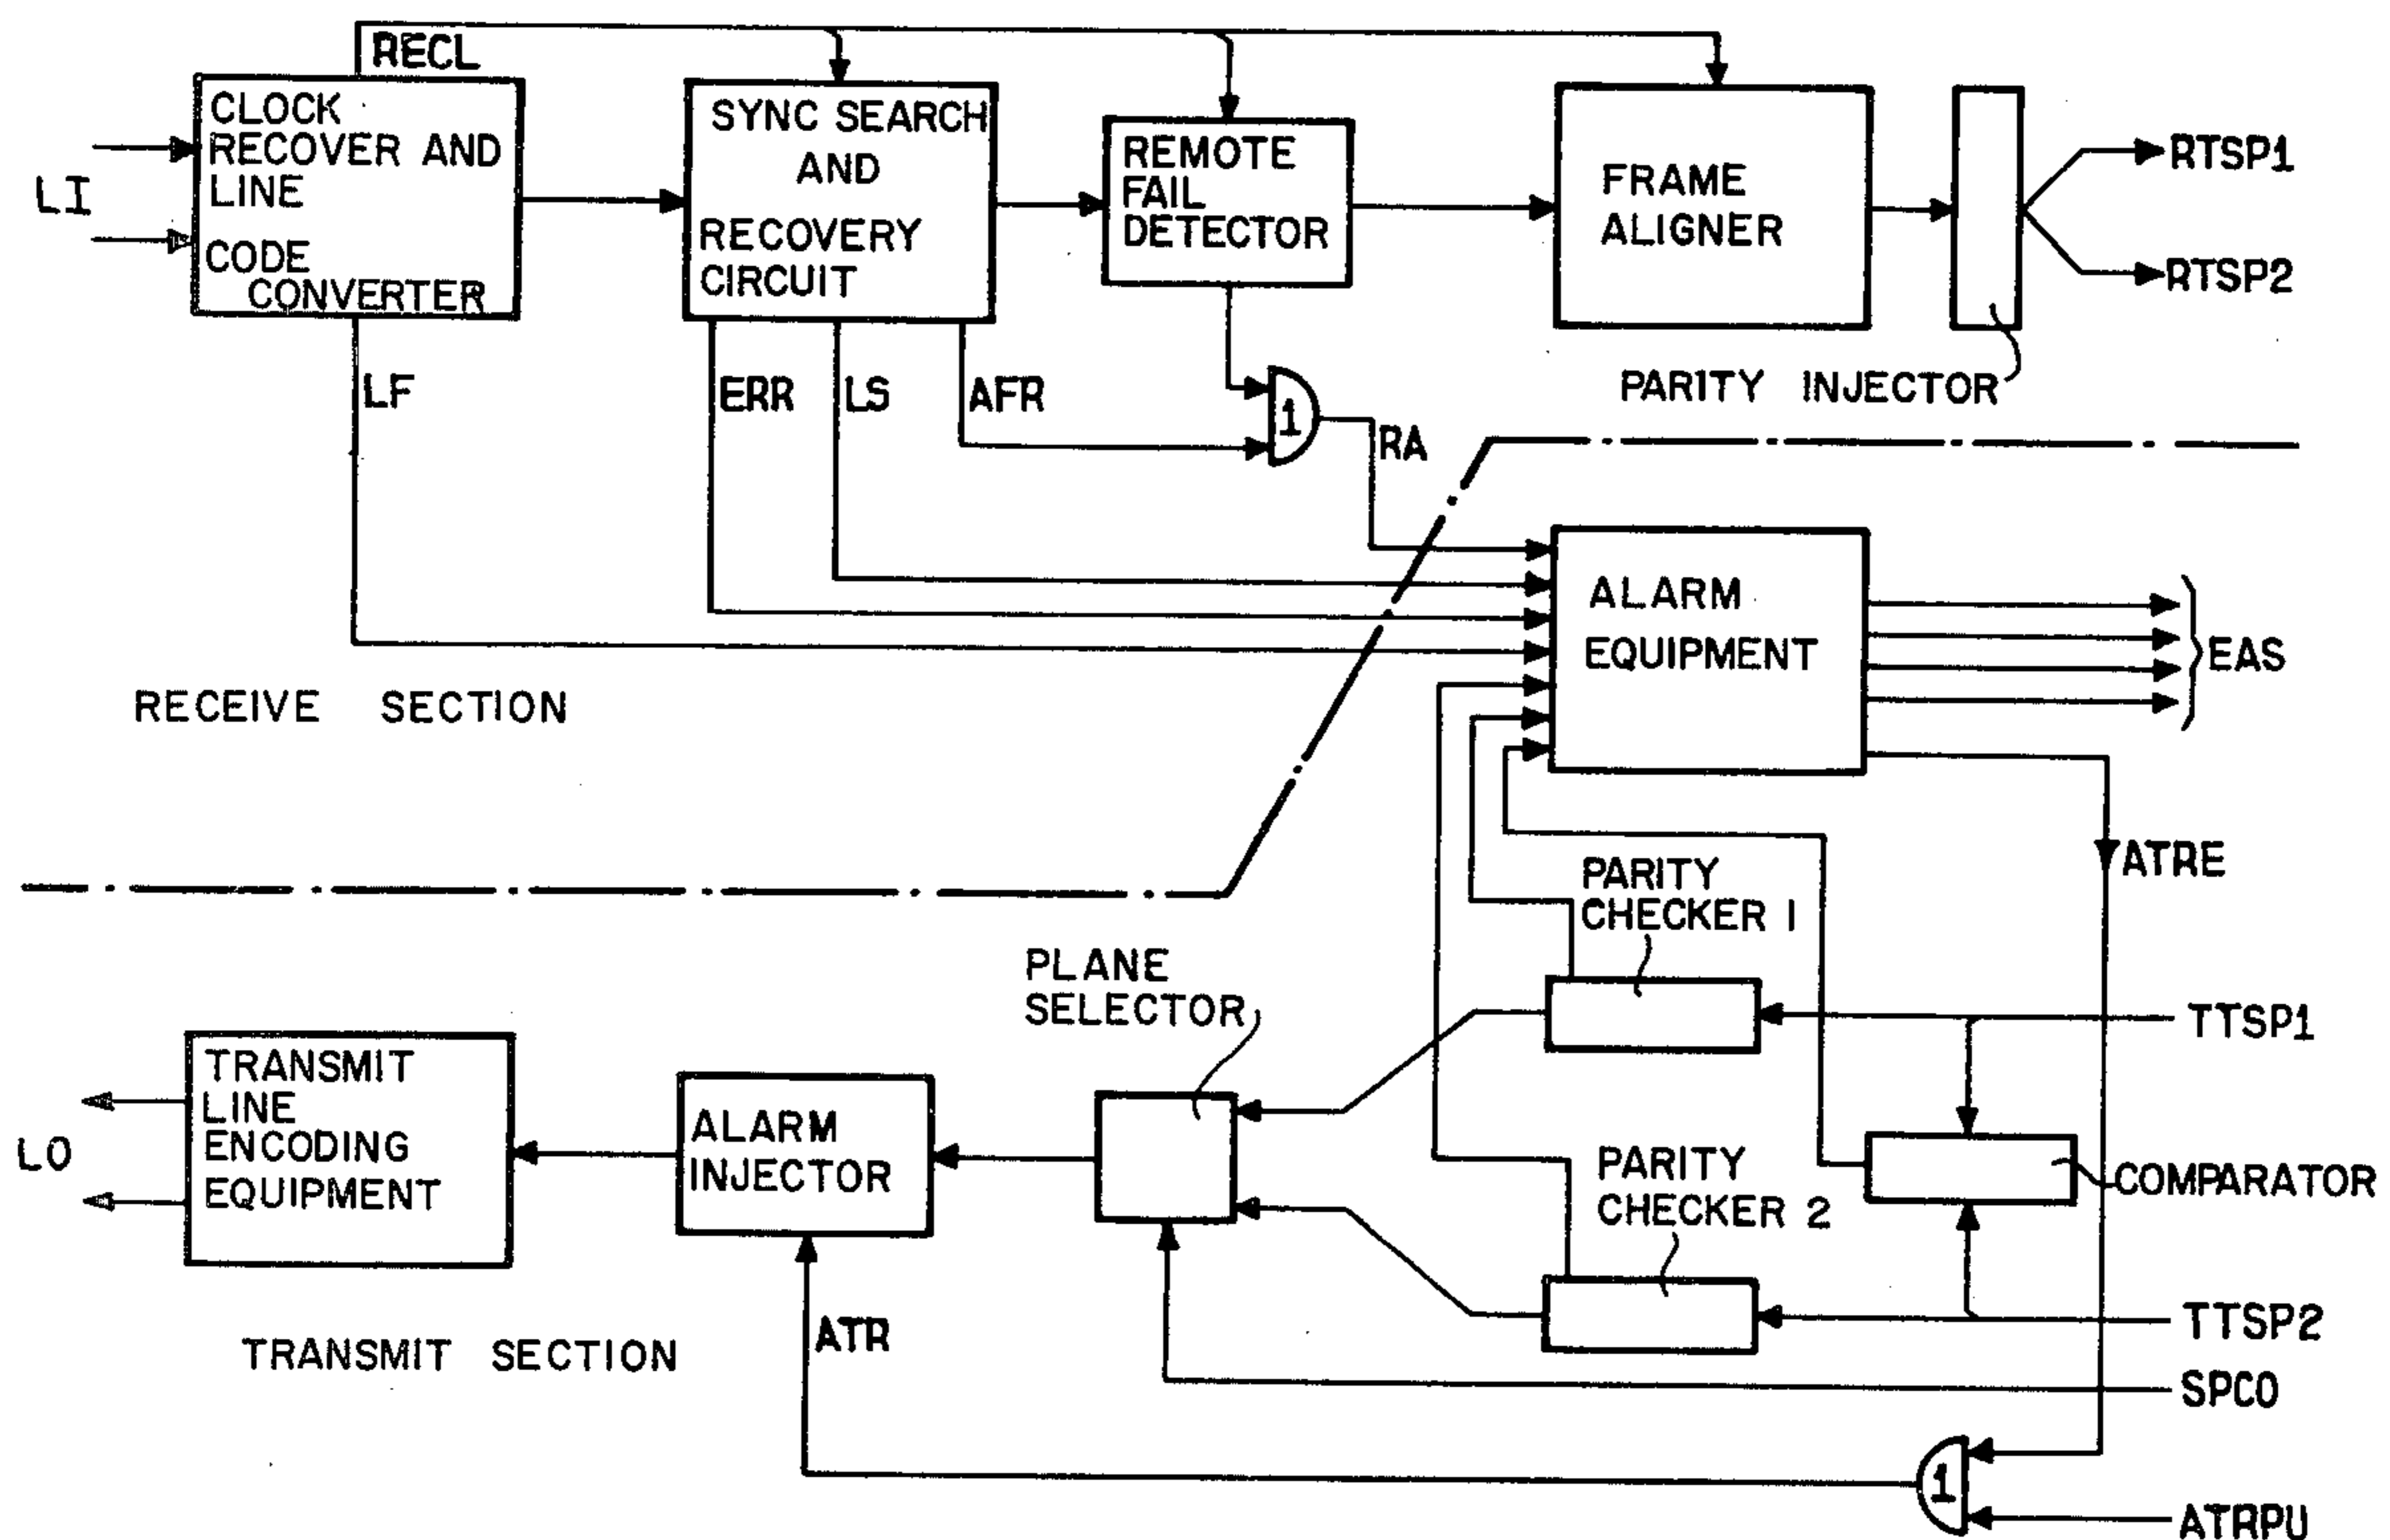 RECL
CLOCK
RECOVER AND
LINE
CODE
CONVERTER
LI
SYNC SEARCH
AND
RECOVERY
CIRCUIT
REMOTE
FAIL
DETECTOR
FRAME
ALIGNER
RTSP1
RTSP2
PARITY INJECTOR
LF
ERR
LS
AFR
1
RA
ALARM
EQUIPMENT
EAS
RECEIVE SECTION
ATRE
PARITY
CHECKER 1
PLANE
SELECTOR
TTSP1
TRANSMIT
LINE
ENCODING
EQUIPMENT
LO
ALARM
INJECTOR
PARITY
CHECKER 2
COMPARATOR
TTSP2
ATR
TRANSMIT SECTION
SPCO
1
ATRPU